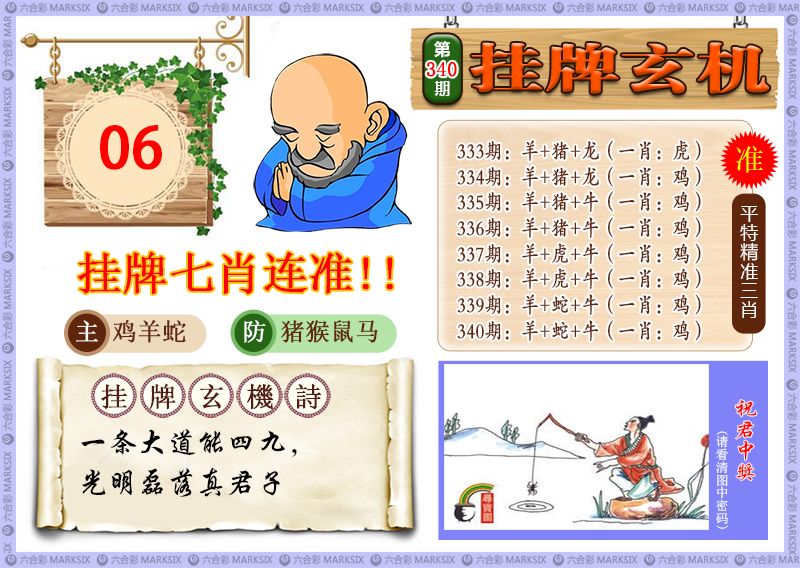 六合彩 MARKSIX
第340期
挂牌玄机
06
挂牌七肖连准!!
主 鸡羊蛇
防 猪猴鼠马
333期：羊+猪+龙（一肖：虎）
334期：羊+猪+龙（一肖：鸡）
335期：羊+猪+牛（一肖：鸡）
336期：羊+猪+牛（一肖：鸡）
337期：羊+虎+牛（一肖：鸡）
338期：羊+虎+牛（一肖：鸡）
339期：羊+蛇+牛（一肖：鸡）
340期：羊+蛇+牛（一肖：鸡）
准
平特精准三肖
挂牌玄機詩
一条大道能四九，
光明磊落真君子
尋寶圖
祝君中奖
(请看清图中密码)